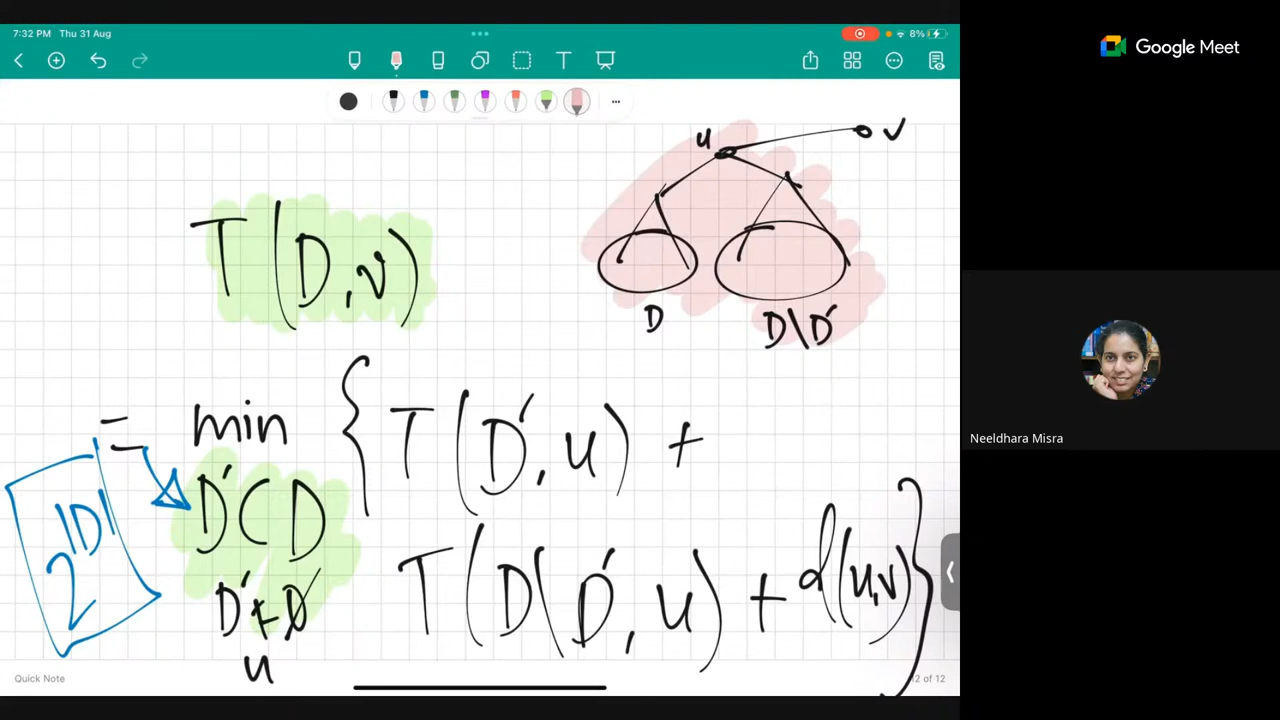 7:32 PM Thu 31 Aug
8%
Google Meet
T
u
v
T(D,v)
D
D\D'
= min { T(D',u) +
D'⊂D
T(D\D',u) + d(u,v) }
2^|D|
D'≠∅
u
Neeldhara Misra
Quick Note
12 of 12